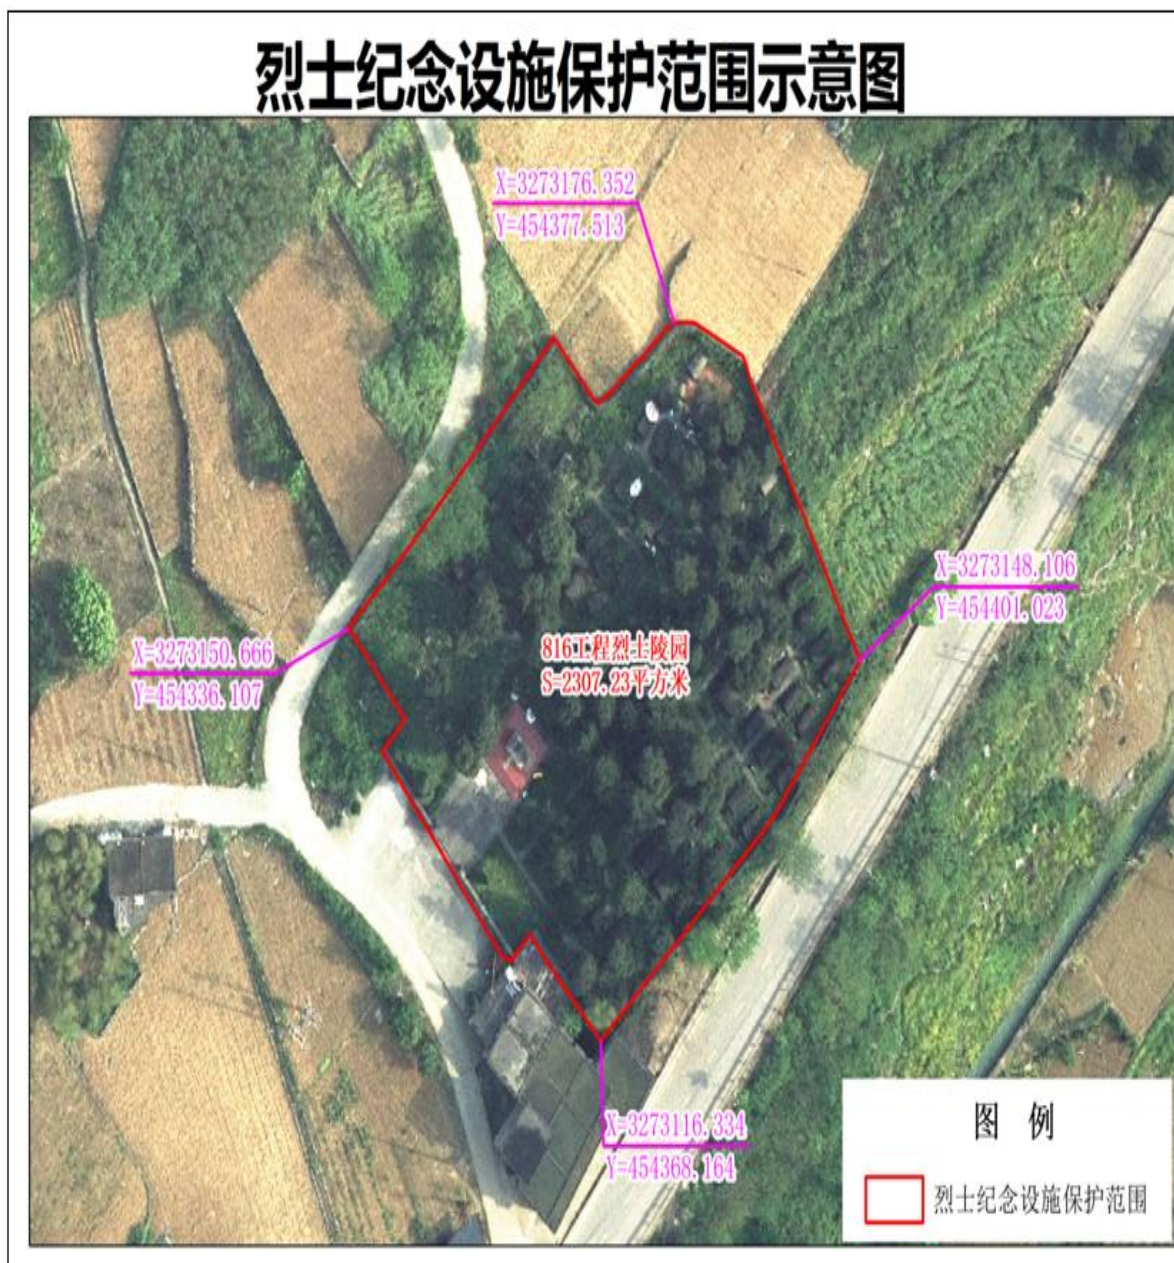 烈士纪念设施保护范围示意图
X=3273176.352
Y=454377.513
X=3273148.106
Y=454401.023
X=3273150.666
Y=454336.107
816工程烈士陵园
S=2307.23平方米
X=3273116.334
Y=454368.164
图 例
烈士纪念设施保护范围